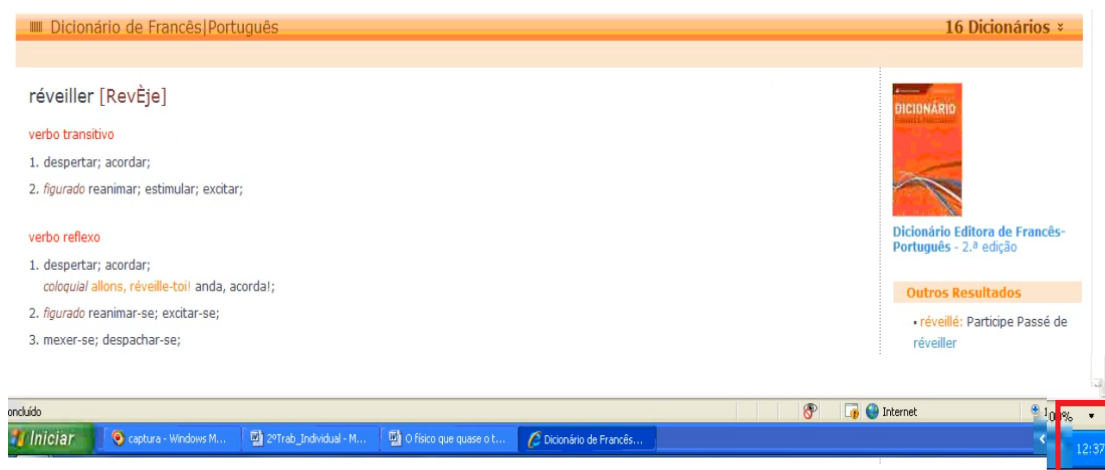 Dicionário de Francês|Português
16 Dicionários
réveiller [RevÈje]
verbo transitivo
1. despertar; acordar;
2. figurado reanimar; estimular; excitar;
verbo reflexo
1. despertar; acordar;
coloquial allons, réveille-toi! anda, acorda!;
2. figurado reanimar-se; excitar-se;
3. mexer-se; despachar-se;
DICIONÁRIO
Dicionário Editora de Francês-
Português - 2.ª edição
Outros Resultados
• réveillé: Participe Passé de
réveiller
oncluído
Internet
1 0%
Iniciar
captura - Windows M...
2ºTrab_Individual - M...
O físico que quase o t...
Dicionário de Francês...
12:37